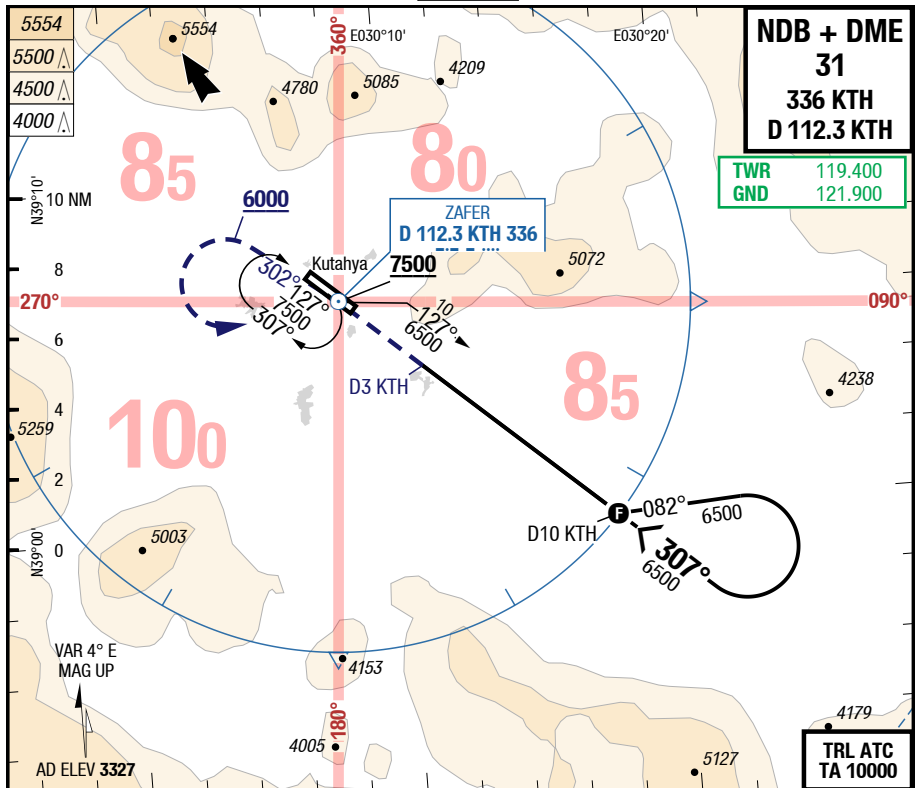 5554
5500
4500
4000
5554
4780
5085
4209
E030°10'
E030°20'
360°
NDB + DME
31
336 KTH
D 112.3 KTH
TWR 119.400
GND 121.900
85
80
N39°10'
10 NM
6000
ZAFER
D 112.3 KTH 336
Kutahya
7500
5072
8
302°
127°
7500
307°
270°
090°
10
127°
6500
6
D3 KTH
85
4238
4
100
5259
2
D10 KTH
F
082°
6500
307°
6500
5003
N39°00'
0
VAR 4° E
MAG UP
4153
180°
4005
AD ELEV 3327
5127
4179
TRL ATC
TA 10000